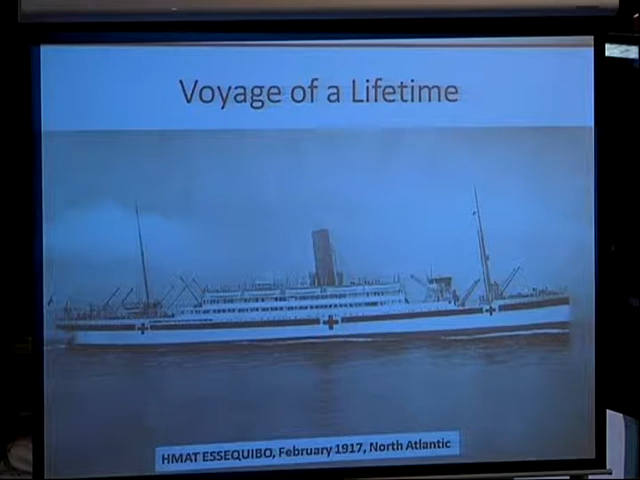 Voyage of a Lifetime
HMAT ESSEQUIBO, February 1917, North Atlantic